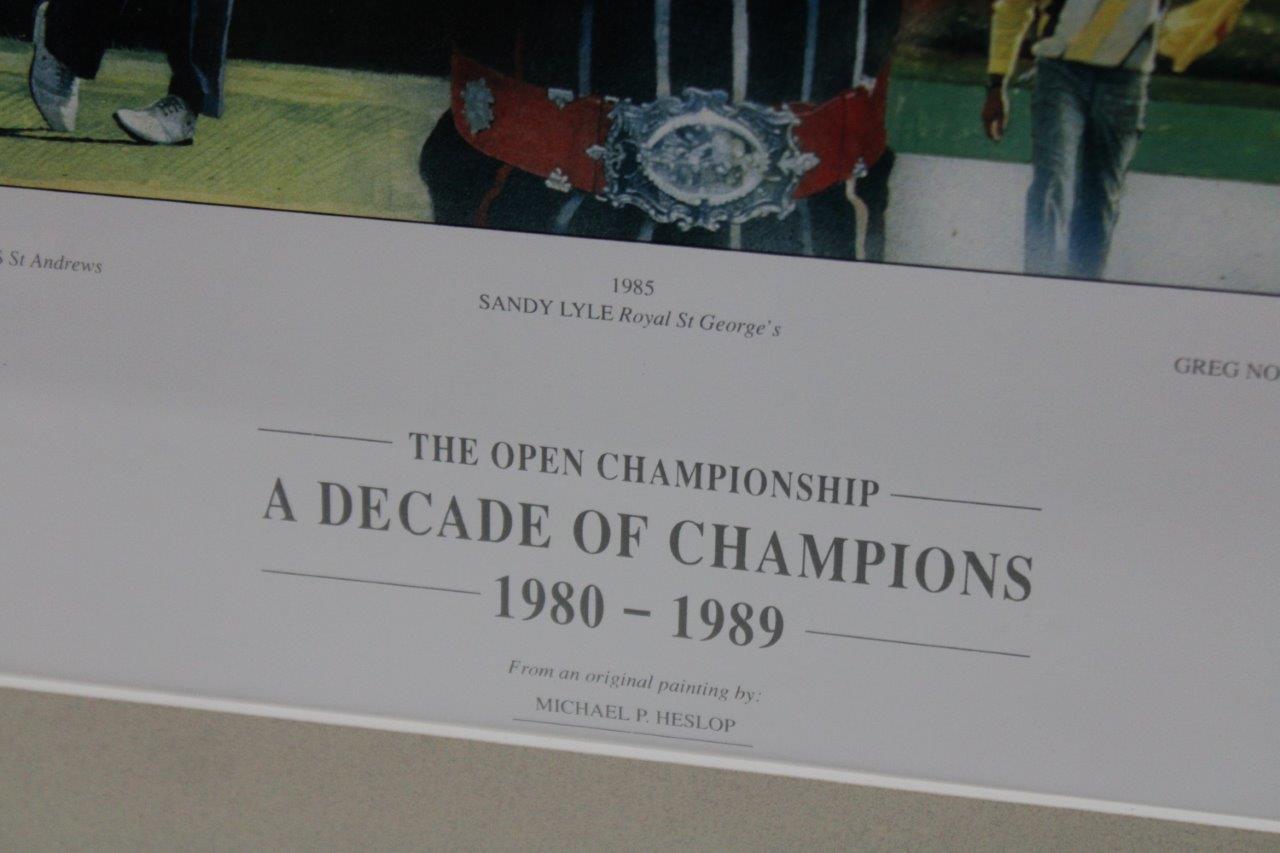 St Andrews
1985
SANDY LYLE Royal St George's
GREG NO
THE OPEN CHAMPIONSHIP
A DECADE OF CHAMPIONS
1980 – 1989
From an original painting by:
MICHAEL P. HESLOP